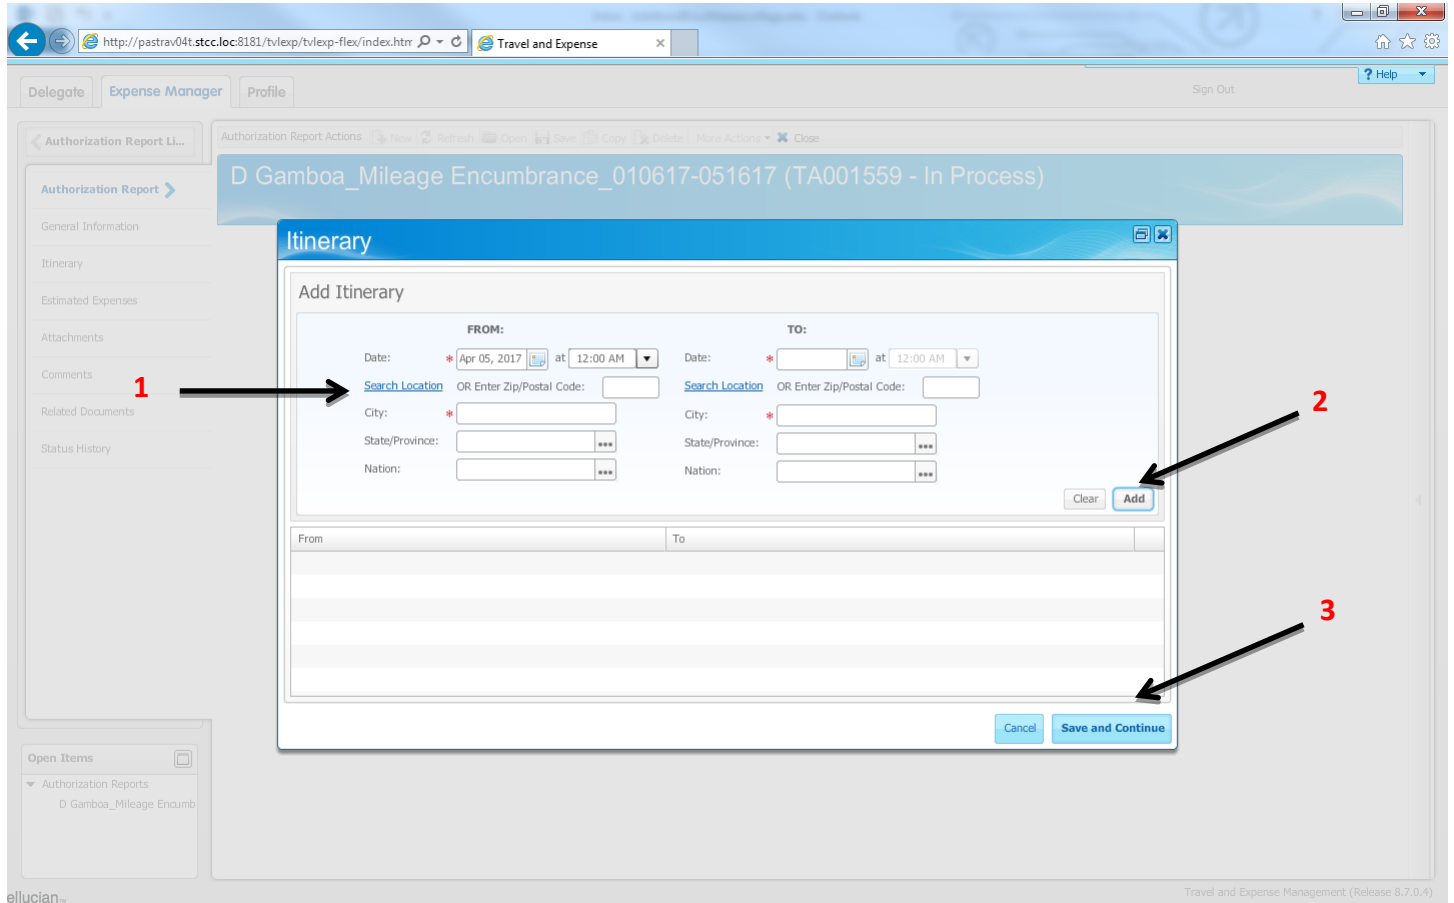 http://pastrav04t.stcc.loc:8181/tvlexp/tvlexp-flex/index.htm
Travel and Expense
? Help
Sign Out
Delegate
Expense Manager
Profile
Authorization Report Li...
Authorization Report Actions New Refresh Open Save Copy Delete More Actions Close
Authorization Report
D Gamboa_Mileage Encumbrance_010617-051617 (TA001559 - In Process)
General Information
Itinerary
Estimated Expenses
Attachments
Comments
Related Documents
Status History
Itinerary
Add Itinerary
FROM: TO:
Date: * Apr 05, 2017 at 12:00 AM Date: * at 12:00 AM
Search Location OR Enter Zip/Postal Code: Search Location OR Enter Zip/Postal Code:
City: * City: *
State/Province: ... State/Province: ...
Nation: ... Nation: ...
Clear Add
From To
Cancel Save and Continue
1
2
3
Open Items
Authorization Reports
D Gamboa_Mileage Encumb
ellucian™
Travel and Expense Management (Release 8.7.0.4)